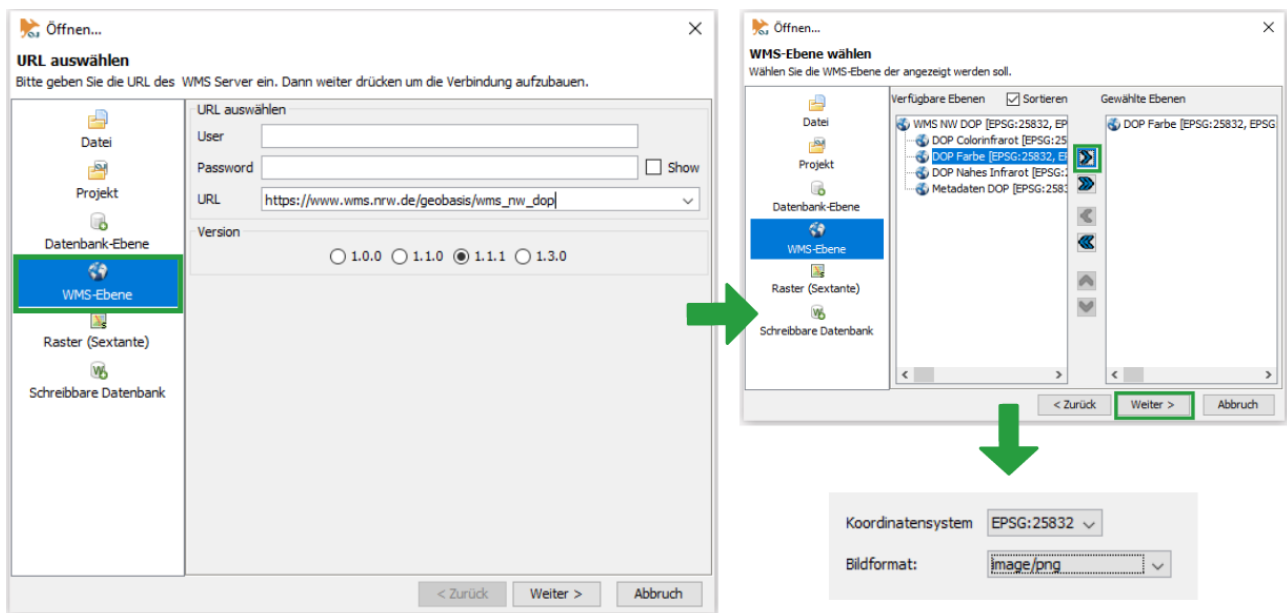 Öffnen...
URL auswählen
Bitte geben Sie die URL des WMS Server ein. Dann weiter drücken um die Verbindung aufzubauen.
Datei
Projekt
Datenbank-Ebene
WMS-Ebene
Raster (Sextante)
Schreibbare Datenbank
URL auswählen
User
Password
Show
URL
https://www.wms.nrw.de/geobasis/wms_nw_dop
Version
1.0.0 1.1.0 1.1.1 1.3.0
< Zurück Weiter > Abbruch
Öffnen...
WMS-Ebene wählen
Wählen Sie die WMS-Ebene der angezeigt werden soll.
Datei
Projekt
Datenbank-Ebene
WMS-Ebene
Raster (Sextante)
Schreibbare Datenbank
Verfügbare Ebenen Sortieren Gewählte Ebenen
WMS NW DOP [EPSG:25832, EP
DOP Colorinfrarot [EPSG:25
DOP Farbe [EPSG:25832, E
DOP Nahes Infrarot [EPSG:
Metadaten DOP [EPSG:2583
DOP Farbe [EPSG:25832, EPSG
< Zurück Weiter > Abbruch
Koordinatensystem EPSG:25832
Bildformat: image/png